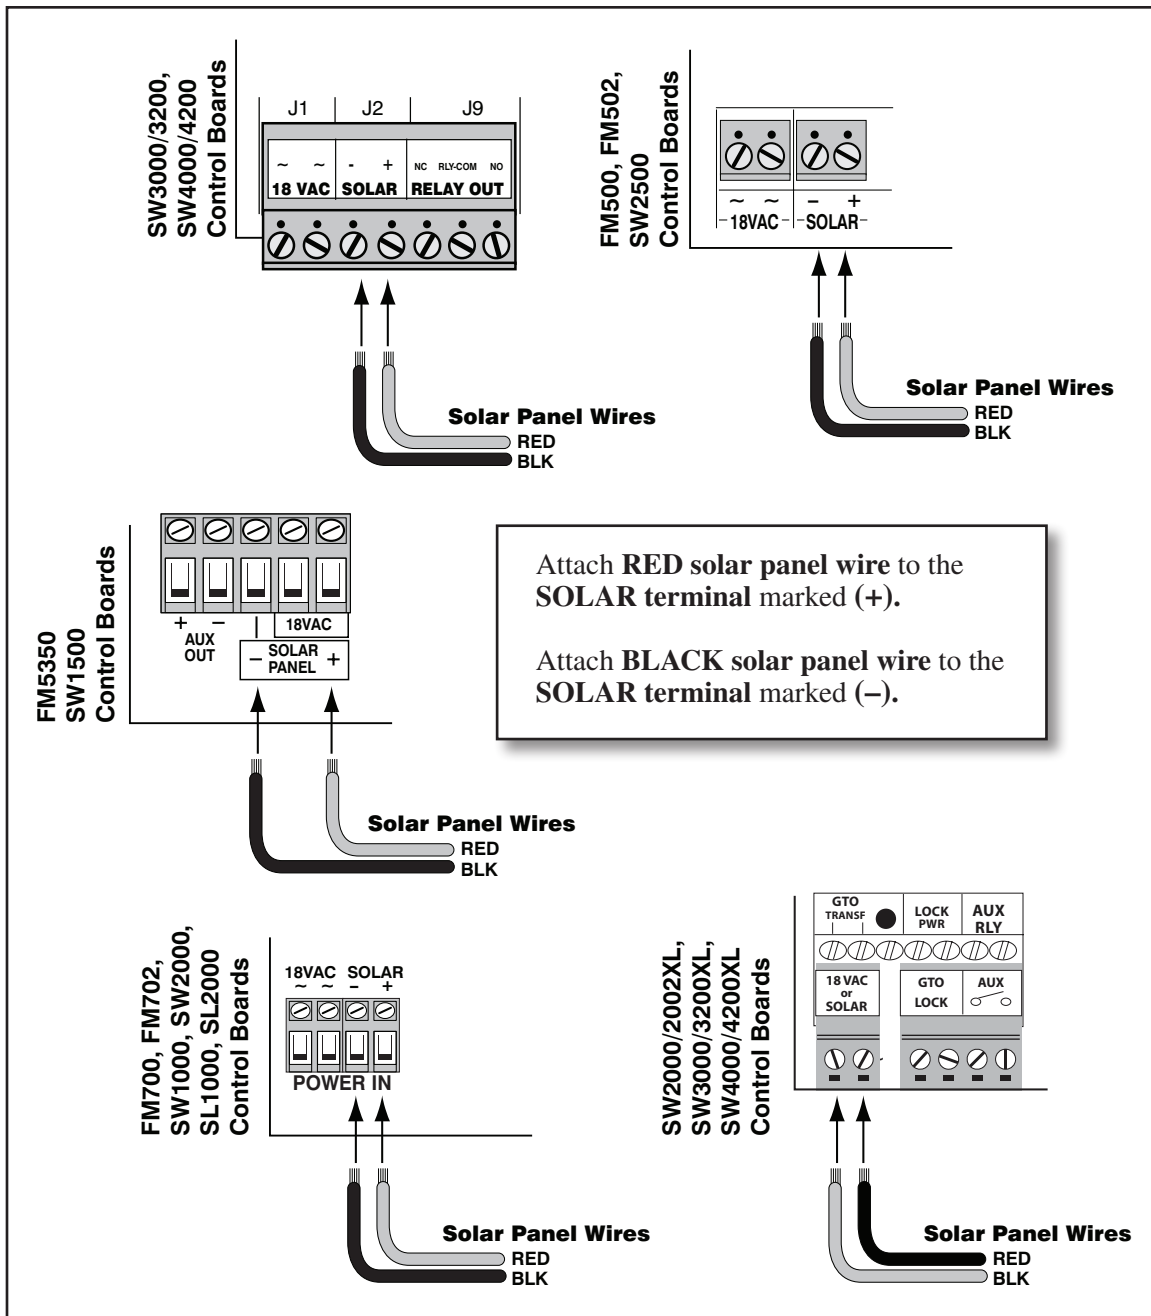 SW3000/3200,
SW4000/4200
Control Boards
J1 J2 J9
~ ~ - + NC RLY-COM NO
18 VAC SOLAR RELAY OUT
Solar Panel Wires
RED
BLK
FM500, FM502,
SW2500
Control Boards
~ ~ – +
18VAC SOLAR
Solar Panel Wires
RED
BLK
FM5350
SW1500
Control Boards
+ – 18VAC
AUX
OUT
– SOLAR
PANEL +
Solar Panel Wires
RED
BLK
Attach RED solar panel wire to the
SOLAR terminal marked (+).
Attach BLACK solar panel wire to the
SOLAR terminal marked (–).
FM700, FM702,
SW1000, SW2000,
SL1000, SL2000
Control Boards
18VAC SOLAR
~ ~ – +
POWER IN
Solar Panel Wires
RED
BLK
SW2000/2002XL,
SW3000/3200XL,
SW4000/4200XL
Control Boards
GTO
TRANSF
LOCK
PWR
AUX
RLY
18 VAC
or
SOLAR
GTO
LOCK
AUX
Solar Panel Wires
RED
BLK